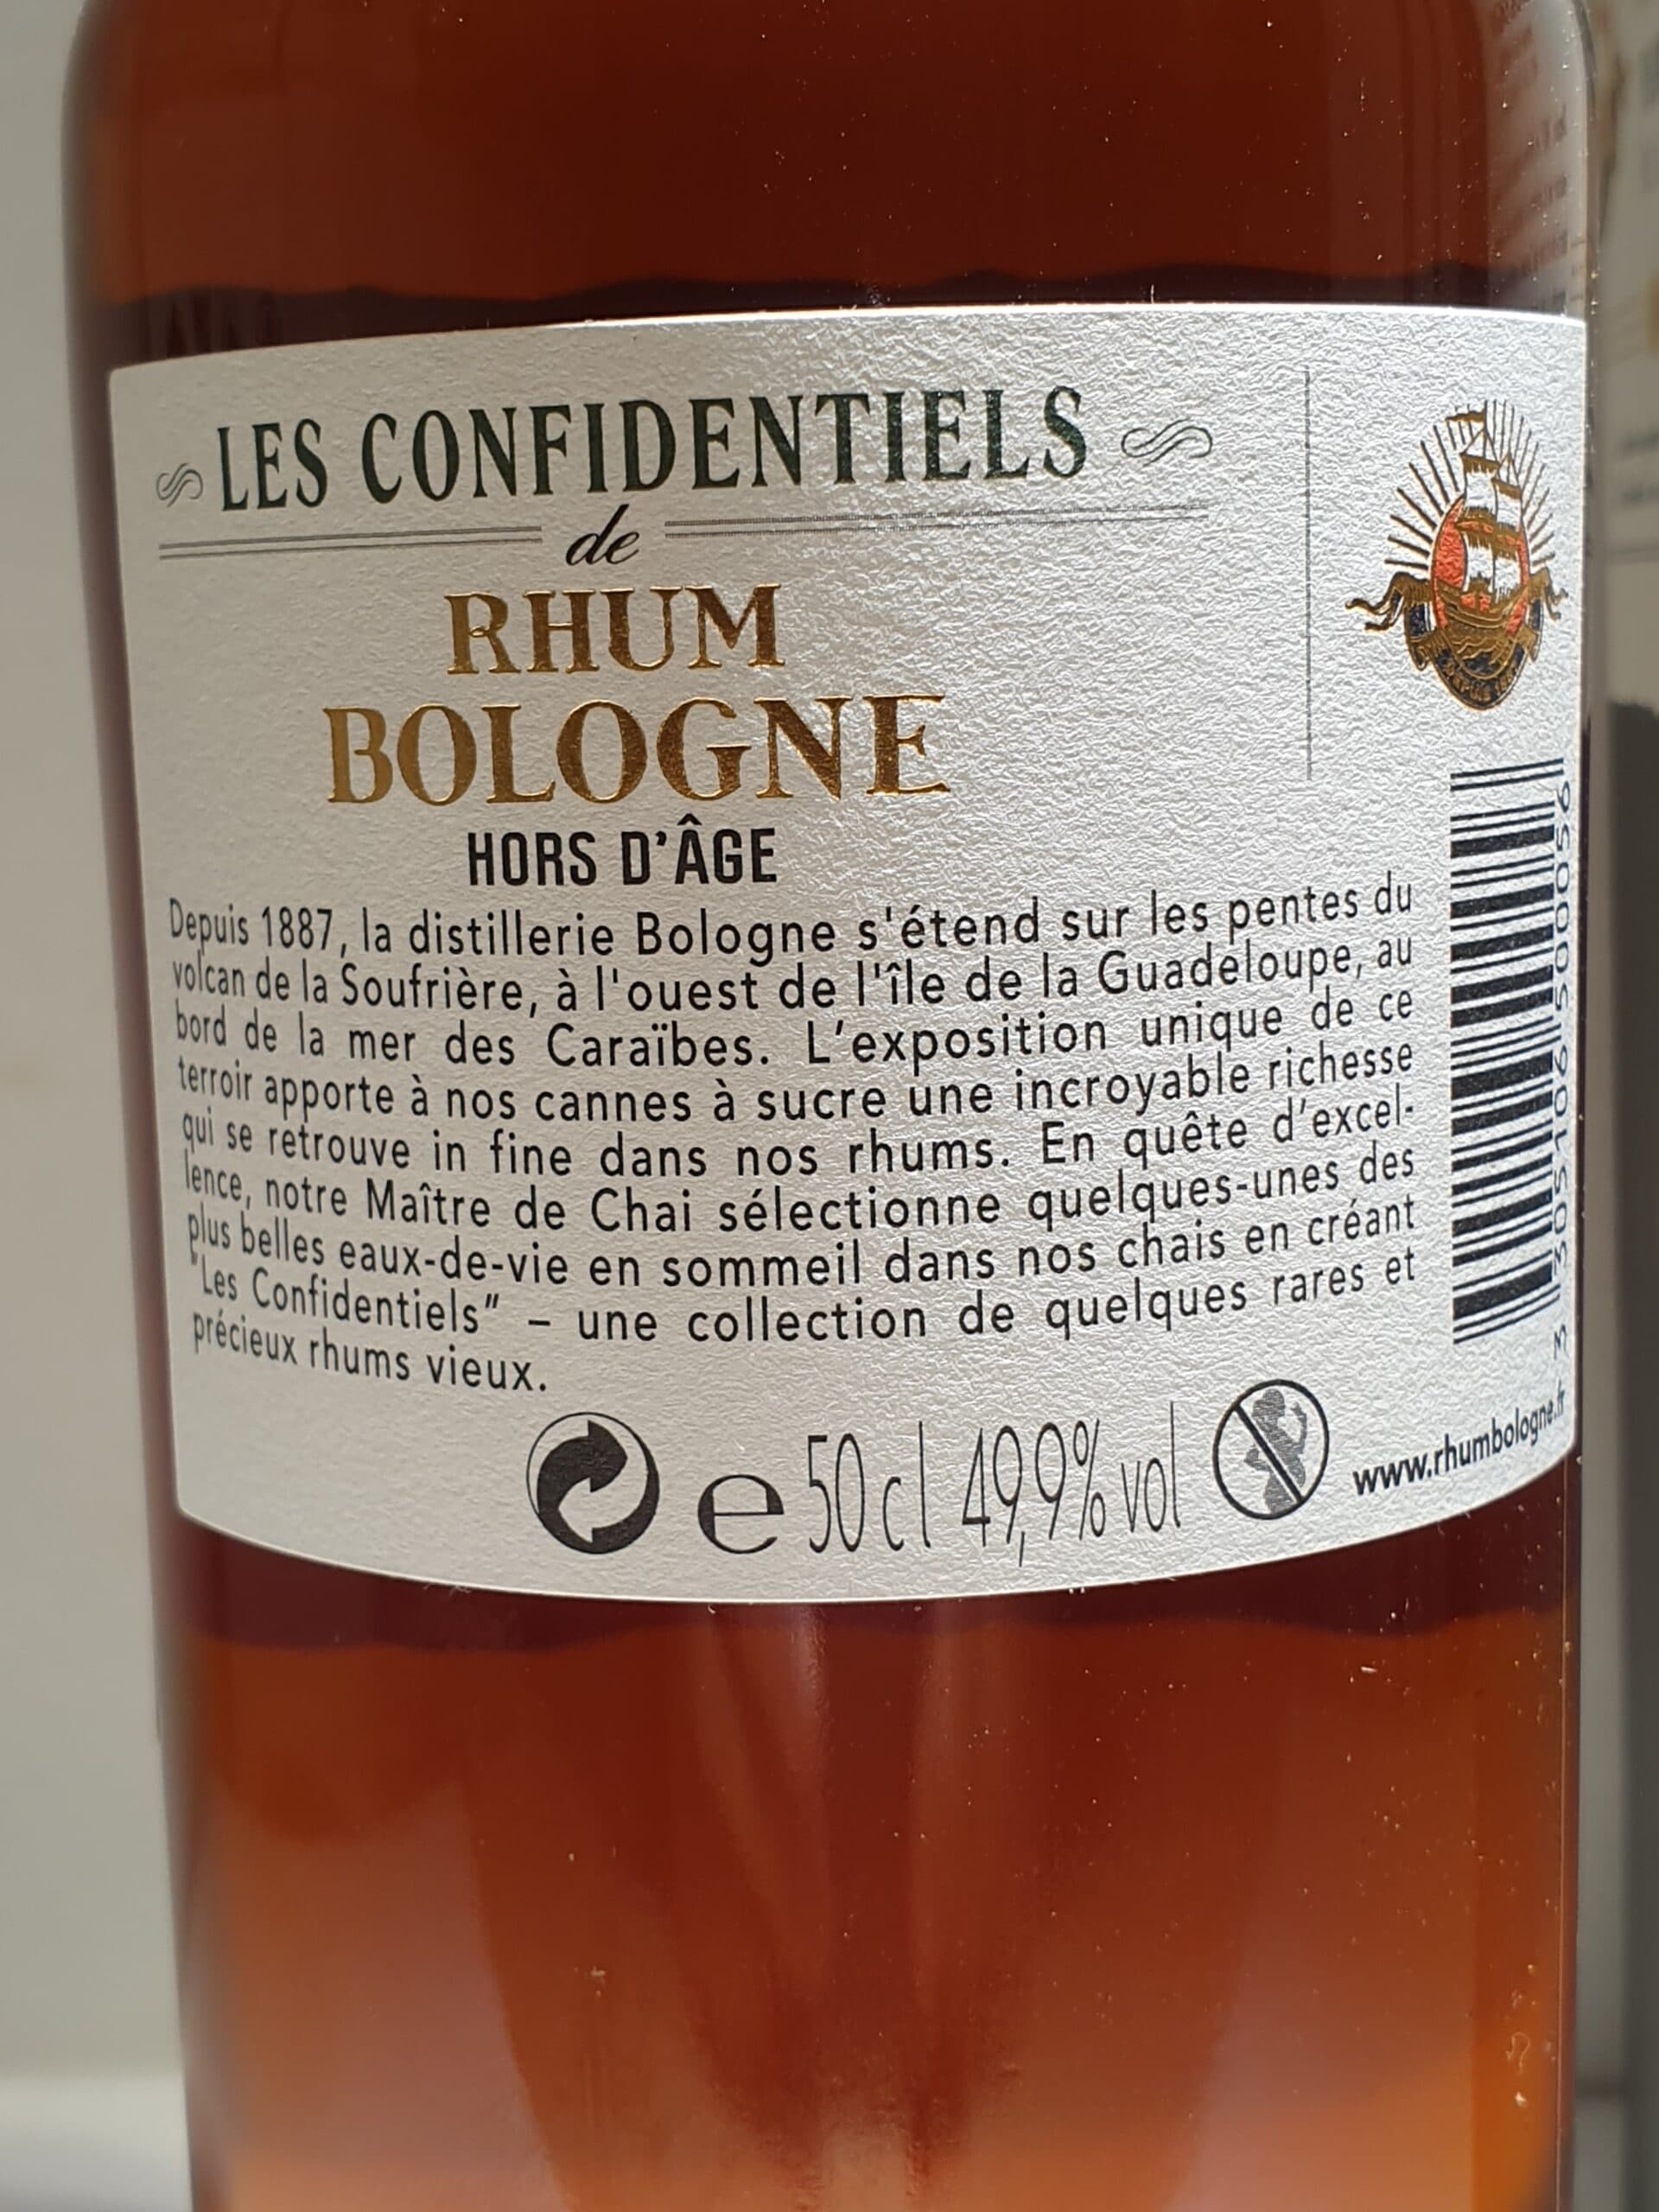 LES CONFIDENTIELS
de
RHUM
BOLOGNE
HORS D'ÂGE
Depuis 1887, la distillerie Bologne s'étend sur les pentes du
volcan de la Soufrière, à l'ouest de l'île de la Guadeloupe, au
bord de la mer des Caraïbes. L'exposition unique de ce
terroir apporte à nos cannes à sucre une incroyable richesse
qui se retrouve in fine dans nos rhums. En quête d'excel-
lence, notre Maître de Chai sélectionne quelques-unes des
plus belles eaux-de-vie en sommeil dans nos chais en créant
"Les Confidentiels" – une collection de quelques rares et
précieux rhums vieux.
e 50 cl 49,9% vol
www.rhumbologne.fr